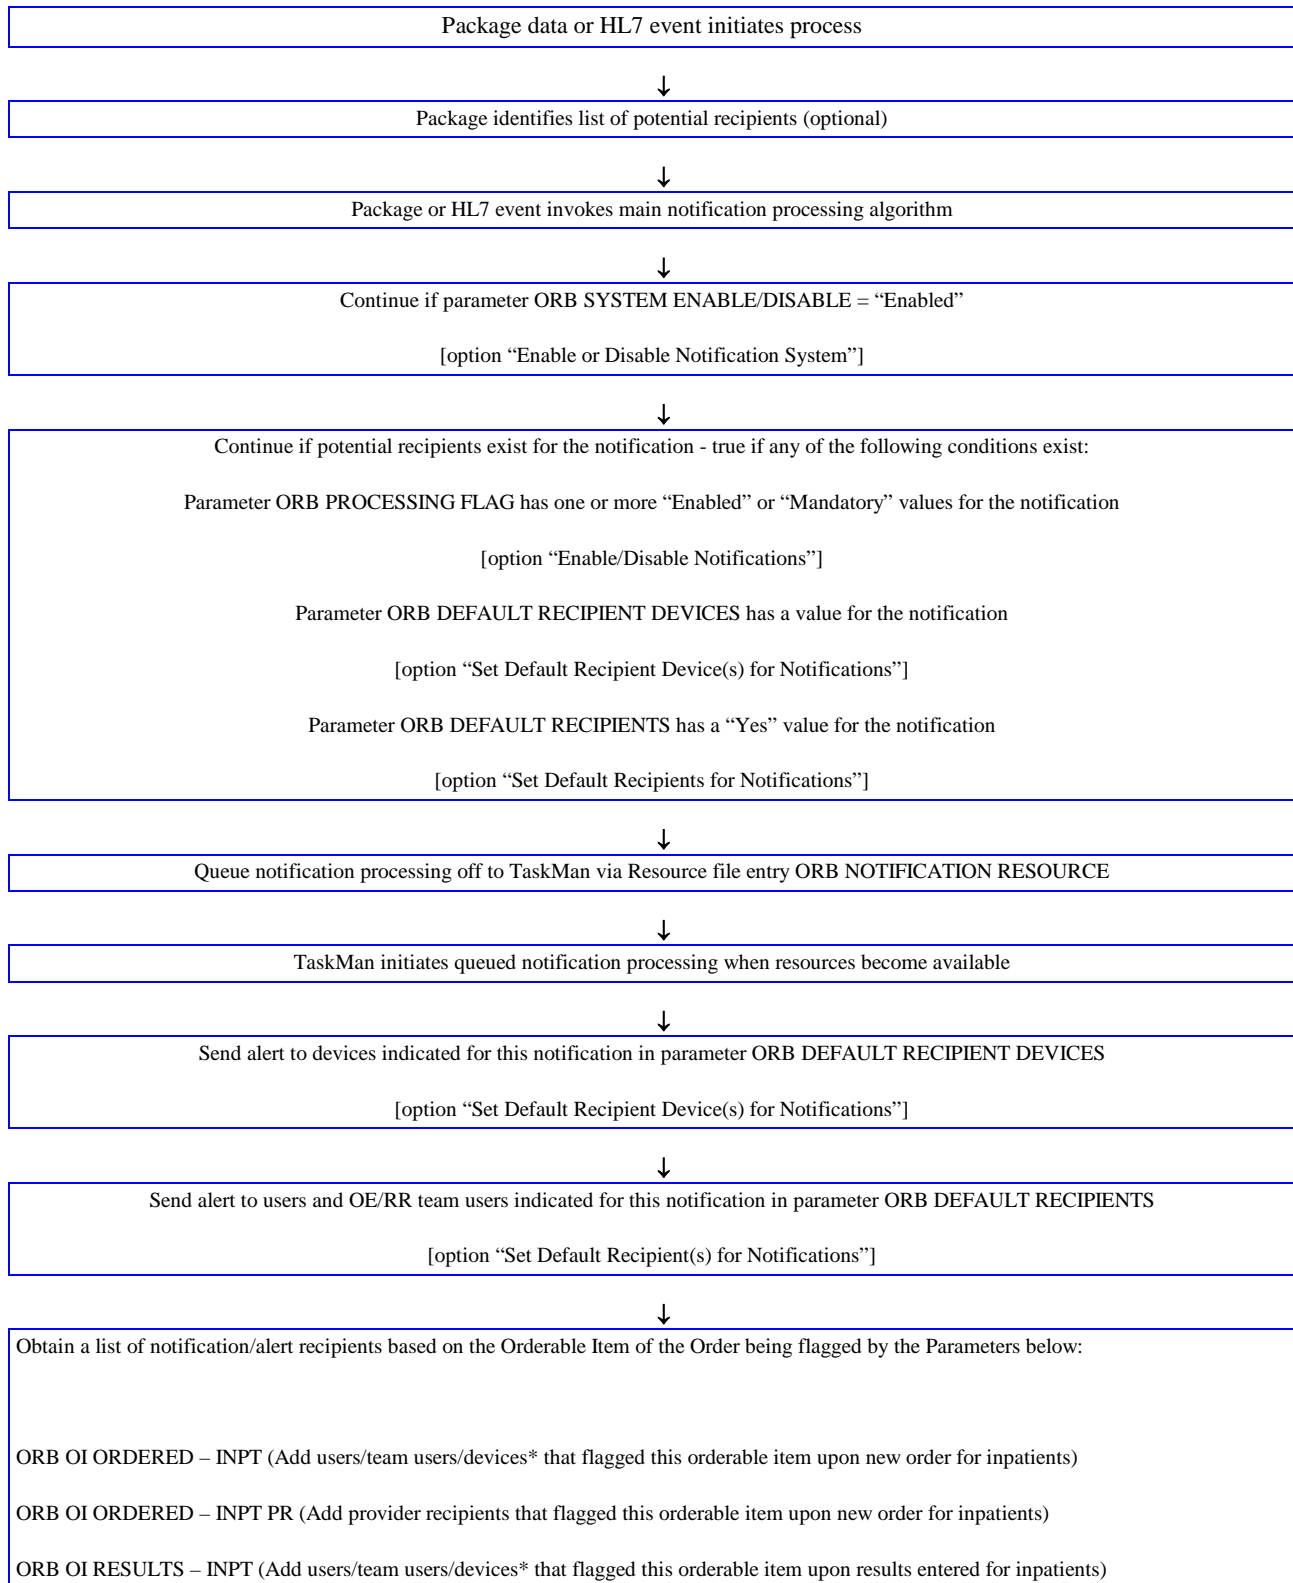 Package data or HL7 event initiates process
↓
Package identifies list of potential recipients (optional)
↓
Package or HL7 event invokes main notification processing algorithm
↓
Continue if parameter ORB SYSTEM ENABLE/DISABLE = “Enabled”
[option “Enable or Disable Notification System”]
↓
Continue if potential recipients exist for the notification - true if any of the following conditions exist:
Parameter ORB PROCESSING FLAG has one or more “Enabled” or “Mandatory” values for the notification
[option “Enable/Disable Notifications”]
Parameter ORB DEFAULT RECIPIENT DEVICES has a value for the notification
[option “Set Default Recipient Device(s) for Notifications”]
Parameter ORB DEFAULT RECIPIENTS has a “Yes” value for the notification
[option “Set Default Recipients for Notifications”]
↓
Queue notification processing off to TaskMan via Resource file entry ORB NOTIFICATION RESOURCE
↓
TaskMan initiates queued notification processing when resources become available
↓
Send alert to devices indicated for this notification in parameter ORB DEFAULT RECIPIENT DEVICES
[option “Set Default Recipient Device(s) for Notifications”]
↓
Send alert to users and OE/RR team users indicated for this notification in parameter ORB DEFAULT RECIPIENTS
[option “Set Default Recipient(s) for Notifications”]
↓
Obtain a list of notification/alert recipients based on the Orderable Item of the Order being flagged by the Parameters below:
ORB OI ORDERED – INPT (Add users/team users/devices* that flagged this orderable item upon new order for inpatients)
ORB OI ORDERED – INPT PR (Add provider recipients that flagged this orderable item upon new order for inpatients)
ORB OI RESULTS – INPT (Add users/team users/devices* that flagged this orderable item upon results entered for inpatients)